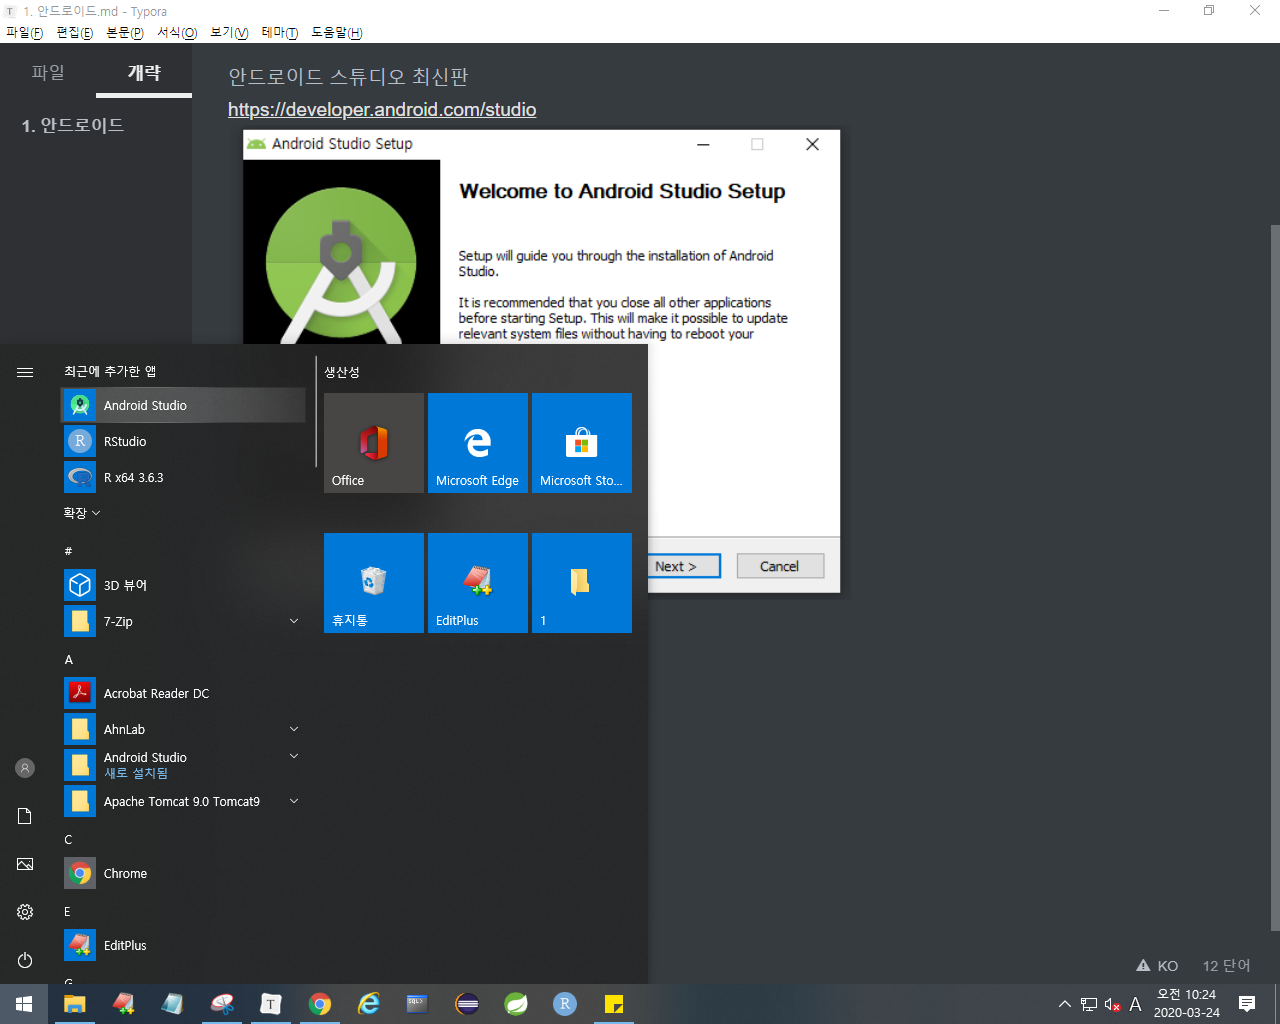 1. 안드로이드.md - Typora
파일(F) 편집(E) 본문(P) 서식(O) 보기(V) 테마(T) 도움말(H)
파일 개략
1. 안드로이드
안드로이드 스튜디오 최신판
https://developer.android.com/studio
Android Studio Setup
Welcome to Android Studio Setup
Setup will guide you through the installation of Android
Studio.
It is recommended that you close all other applications
before starting Setup. This will make it possible to update
relevant system files without having to reboot your
Next >
Cancel
최근에 추가한 앱
Android Studio
RStudio
R x64 3.6.3
확장
#
3D 뷰어
7-Zip
A
Acrobat Reader DC
AhnLab
Android Studio
새로 설치됨
Apache Tomcat 9.0 Tomcat9
C
Chrome
E
EditPlus
생산성
Office
Microsoft Edge
Microsoft Sto...
휴지통
EditPlus
1
KO
12 단어
A
오전 10:24
2020-03-24